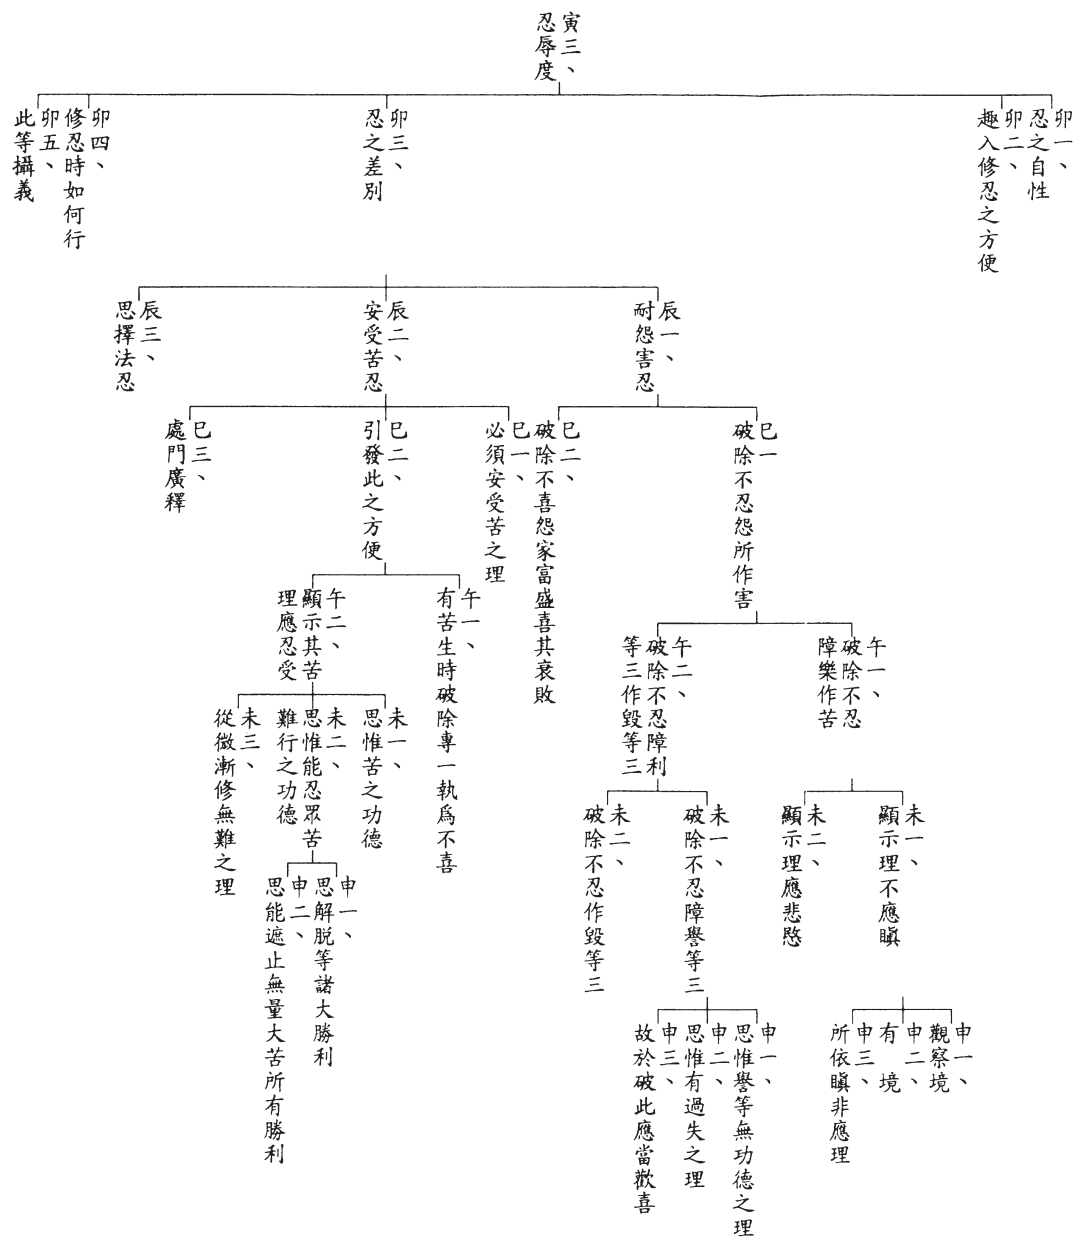 寅三、
忍辱度
卯一、
忍之自性
卯二、
趣入修忍之方便
卯三、
忍之差別
卯四、
修忍時如何行
卯五、
此等攝義
辰一、
耐怨害忍
辰二、
安受苦忍
辰三、
思擇法忍
巳一
破除不忍怨所作害
巳二、
破除不喜怨家富盛喜其衰敗
巳一、
必須安受苦之理
巳二、
引發此之方便
巳三、
處門廣釋
午一、
破除不忍
障樂作苦
午二、
破除不忍障利
等三作毀等三
午一、
有苦生時破除專一執為不喜
午二、
顯示其苦
理應忍受
未一、
顯示理不應瞋
未二、
顯示理應悲愍
未一、
破除不忍障譽等三
未二、
破除不忍作毀等三
未一、
思惟苦之功德
未二、
思惟能忍眾苦
難行之功德
未三、
從微漸修無難之理
申一、
觀察境
申二、
有境
申三、
所依瞋非應理
申一、
思惟譽等無功德之理
申二、
思惟有過失之理
申三、
故於破此應當歡喜
申一、
思解脫等諸大勝利
申二、
思能遮止無量大苦所有勝利